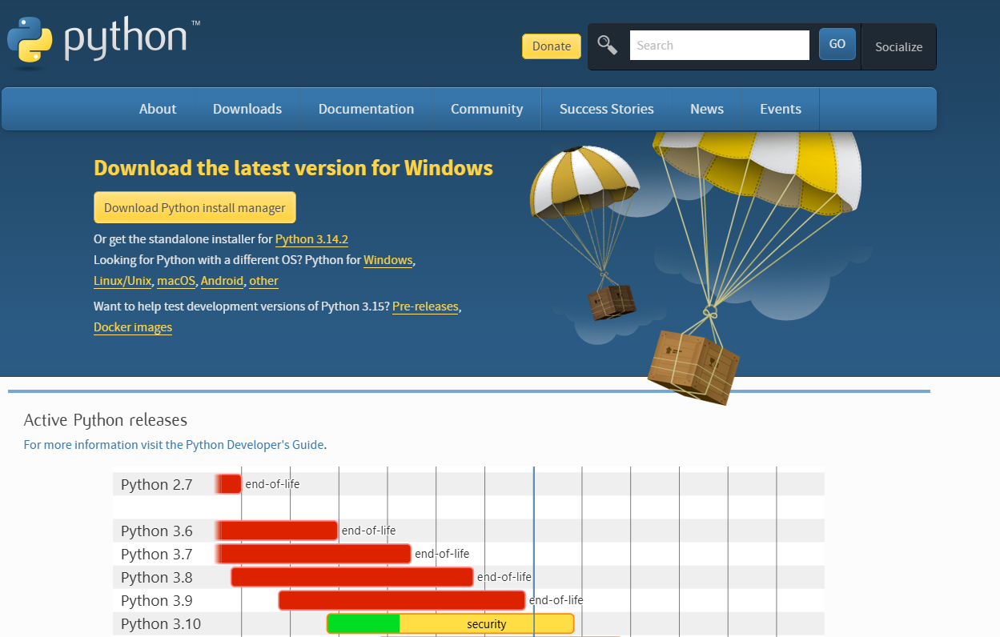 python™
Donate
Search
GO
Socialize
About
Downloads
Documentation
Community
Success Stories
News
Events
Download the latest version for Windows
Download Python install manager
Or get the standalone installer for Python 3.14.2
Looking for Python with a different OS? Python for Windows,
Linux/Unix, macOS, Android, other
Want to help test development versions of Python 3.15? Pre-releases,
Docker images
Active Python releases
For more information visit the Python Developer's Guide.
Python 2.7 end-of-life
Python 3.6 end-of-life
Python 3.7 end-of-life
Python 3.8 end-of-life
Python 3.9 end-of-life
Python 3.10 security